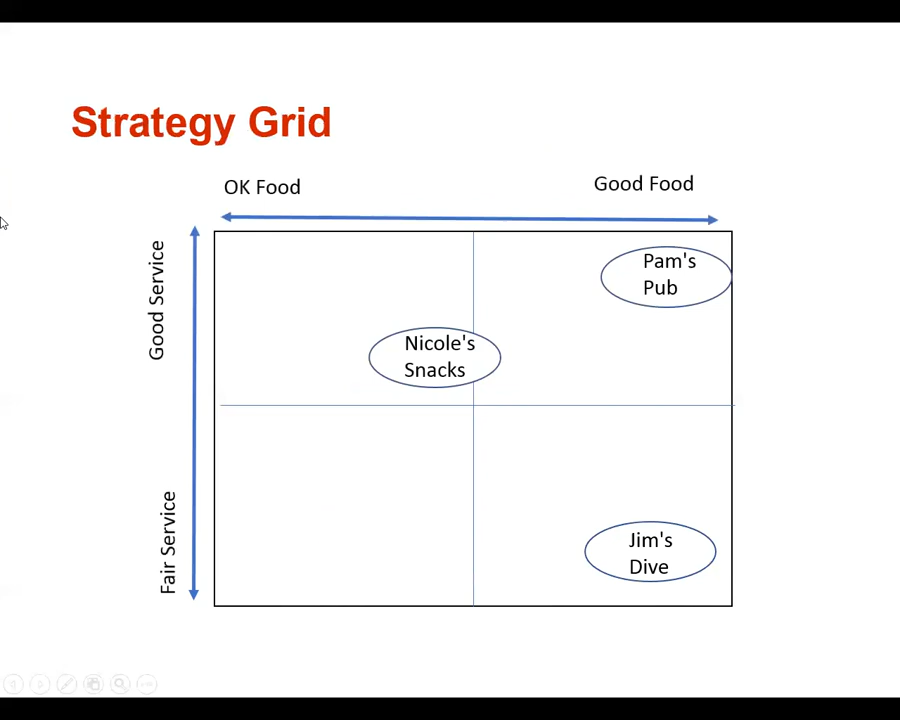 Strategy Grid
OK Food
Good Food
Good Service
Pam's
Pub
Nicole's
Snacks
Fair Service
Jim's
Dive